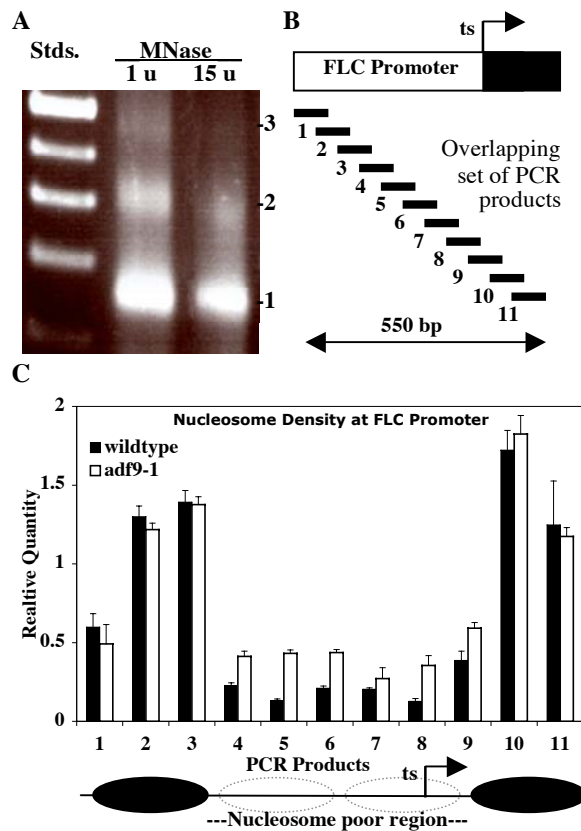 A
Stds.
MNase
1 u 15 u
-3
-2
-1
B
ts
FLC Promoter
1
2
3
4
5
6
7
8
9
10
11
Overlapping
set of PCR
products
550 bp
C
Nucleosome Density at FLC Promoter
wildtype
adf9-1
Realtive Quantity
2
1.5
1
0.5
0
1 2 3 4 5 6 7 8 9 10 11
PCR Products
ts
---Nucleosome poor region---